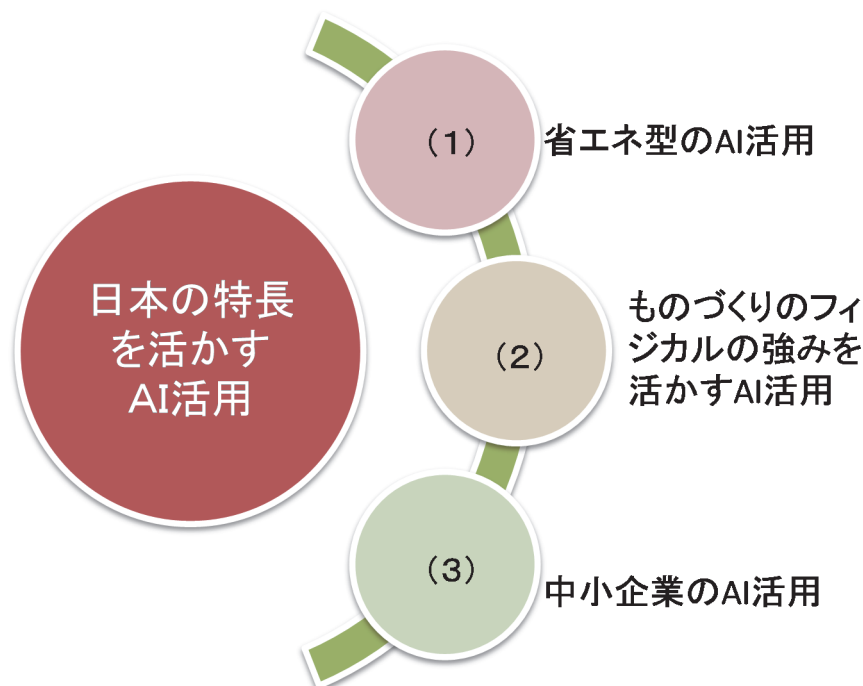 日本の特長
を活かす
AI活用
（1）
省エネ型のAI活用
（2）
ものづくりのフィ
ジカルの強みを
活かすAI活用
（3）
中小企業のAI活用